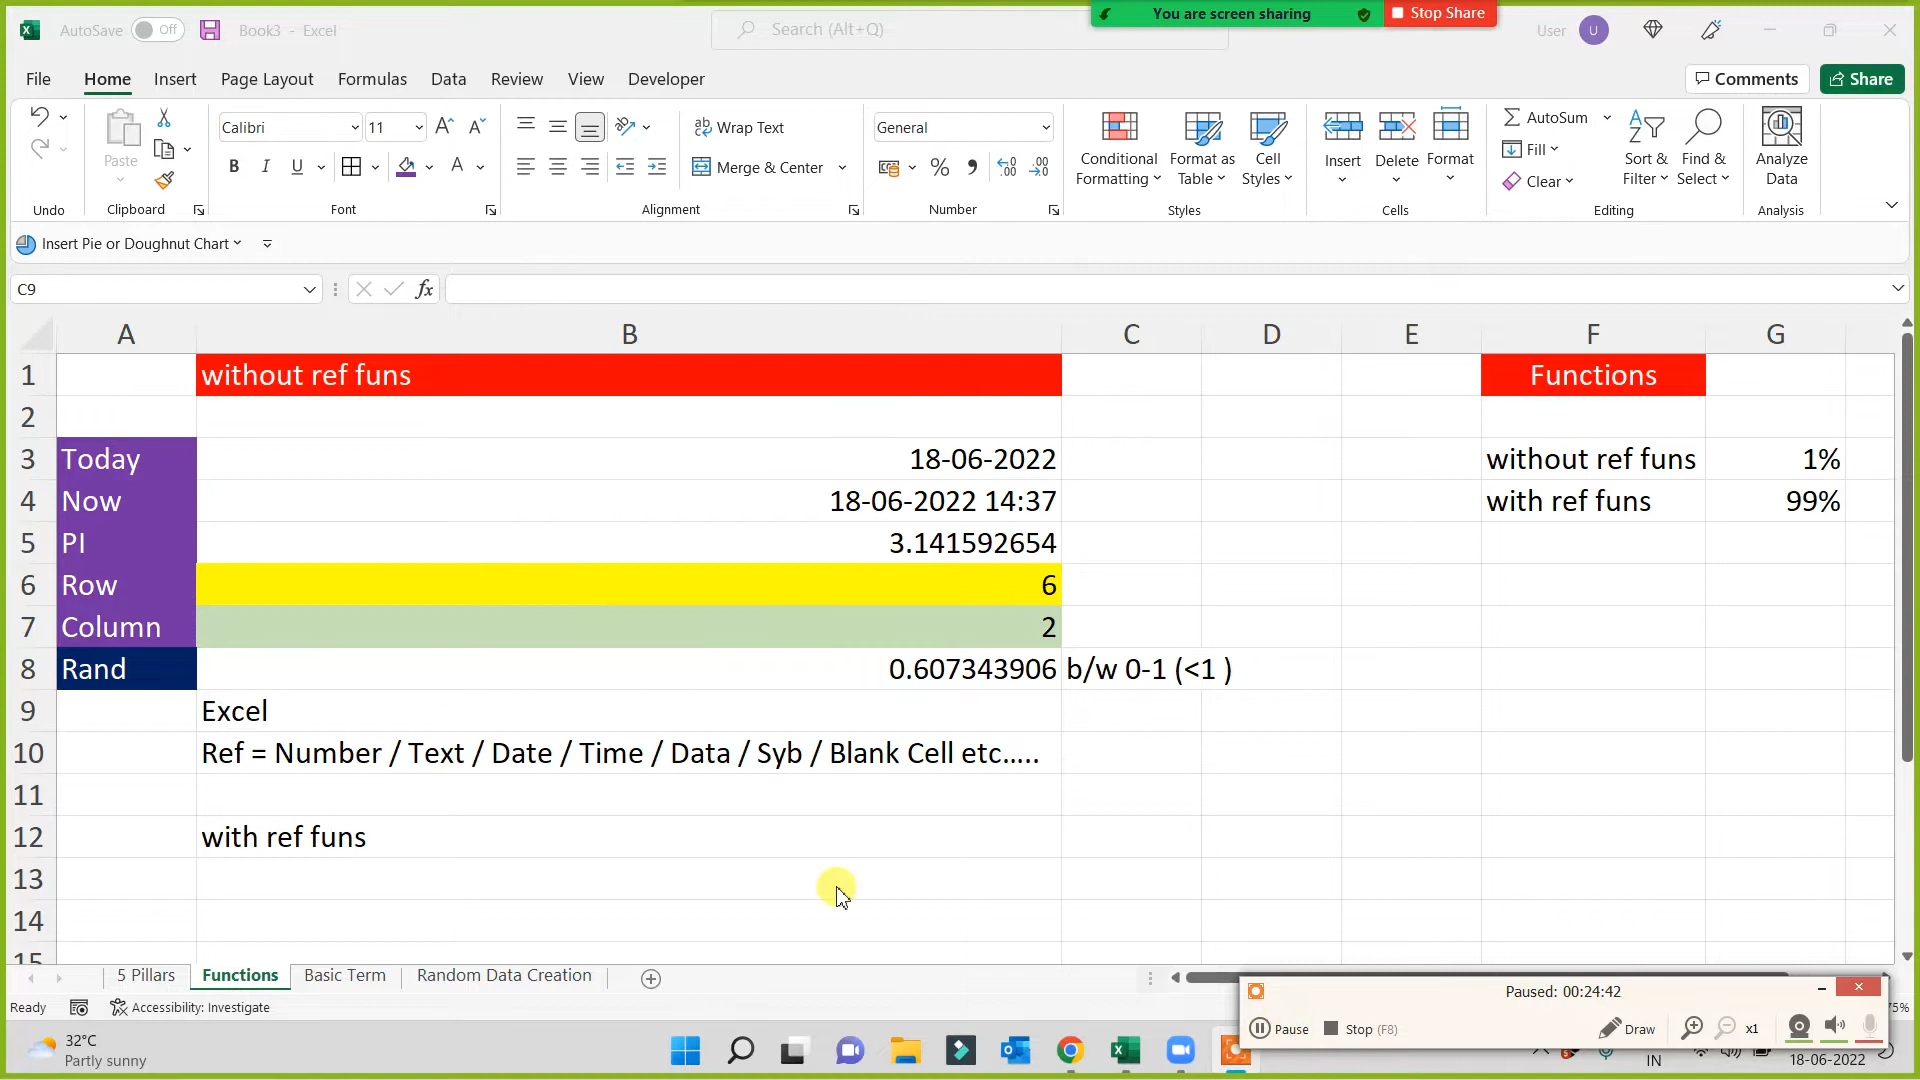 You are screen sharing Stop Share
AutoSave Off Book3 - Excel Search (Alt+Q) User U
File Home Insert Page Layout Formulas Data Review View Developer Comments Share
Calibri 11 Wrap Text General AutoSum
Paste Conditional Formatting Format as Table Cell Styles Insert Delete Format Fill Sort & Filter Find & Select Analyze Data
B I U A Merge & Center % Clear
Undo Clipboard Font Alignment Number Styles Cells Editing Analysis
Insert Pie or Doughnut Chart
C9 fx
A B C D E F G
1 without ref funs Functions
2
3 Today 18-06-2022 without ref funs 1%
4 Now 18-06-2022 14:37 with ref funs 99%
5 PI 3.141592654
6 Row 6
7 Column 2
8 Rand 0.607343906 b/w 0-1 (<1 )
9 Excel
10 Ref = Number / Text / Date / Time / Data / Syb / Blank Cell etc.....
11
12 with ref funs
13
14
15
5 Pillars Functions Basic Term Random Data Creation
Paused: 00:24:42
Ready Accessibility: Investigate
Pause Stop (F8) Draw x1
32°C
Partly sunny
IN 18-06-2022